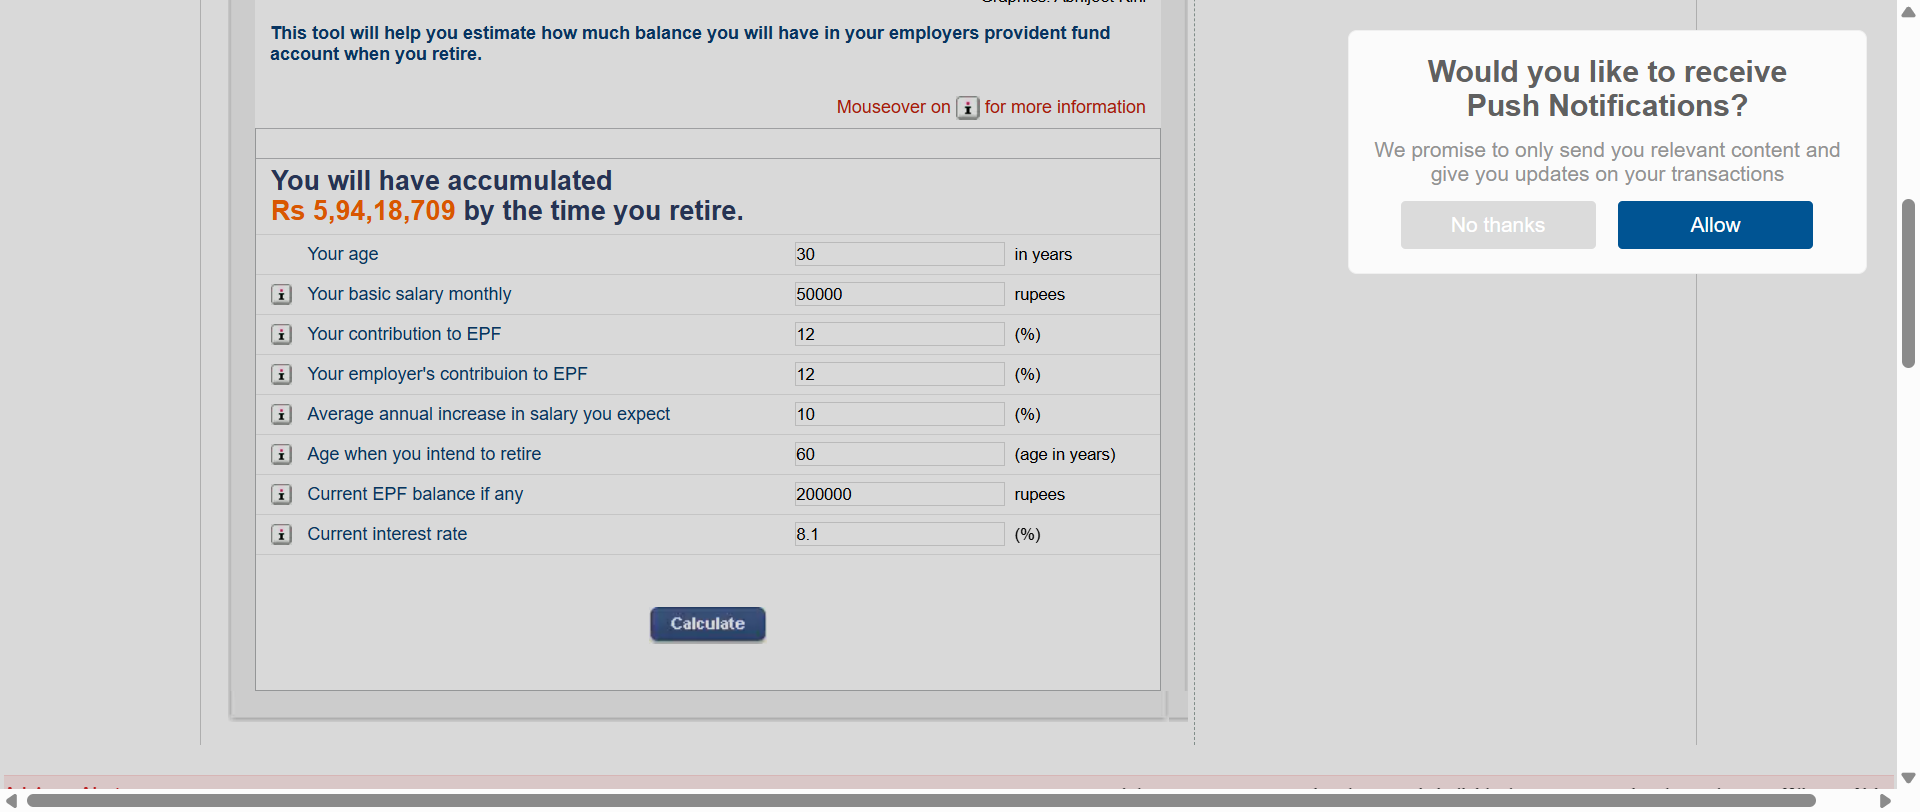 This tool will help you estimate how much balance you will have in your employers provident fund
account when you retire.
Mouseover on i for more information
You will have accumulated
Rs 5,94,18,709 by the time you retire.
Your age 30 in years
i Your basic salary monthly 50000 rupees
i Your contribution to EPF 12 (%)
i Your employer's contribuion to EPF 12 (%)
i Average annual increase in salary you expect 10 (%)
i Age when you intend to retire 60 (age in years)
i Current EPF balance if any 200000 rupees
i Current interest rate 8.1 (%)
Calculate
Would you like to receive
Push Notifications?
We promise to only send you relevant content and
give you updates on your transactions
No thanks Allow